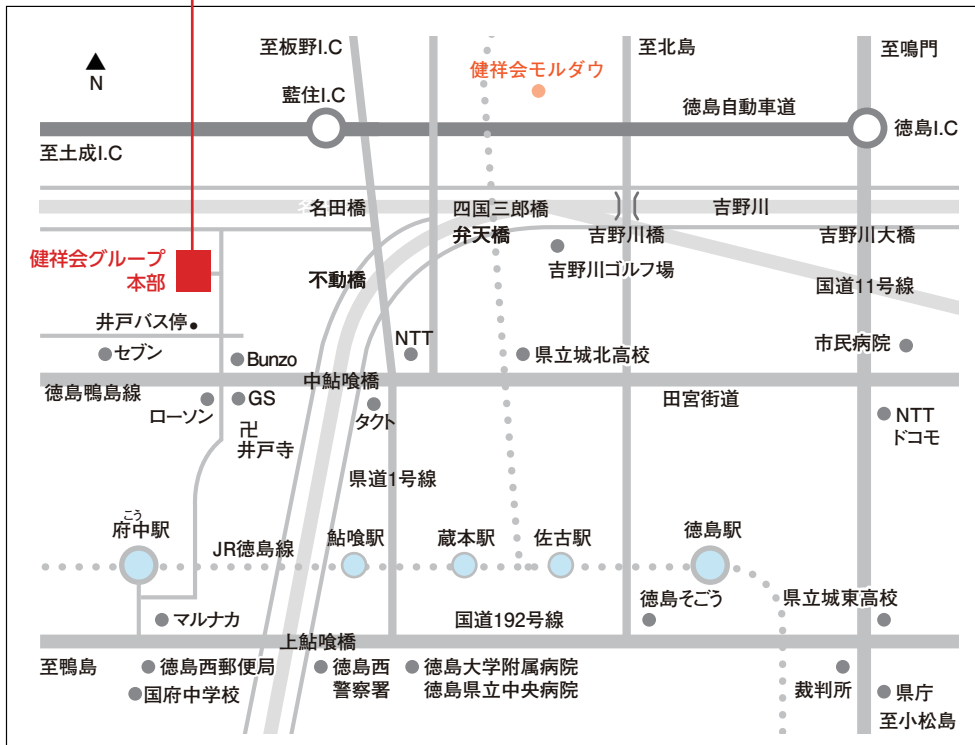 至板野I.C
至北島
至鳴門
N
健祥会モルダウ
藍住I.C
徳島自動車道
徳島I.C
至土成I.C
名田橋
四国三郎橋
吉野川
弁天橋
吉野川橋
吉野川大橋
健祥会グループ
本部
不動橋
吉野川ゴルフ場
国道11号線
井戸バス停
セブン
Bunzo
NTT
県立城北高校
市民病院
徳島鴨島線
中鮎喰橋
田宮街道
ローソン
GS
タクト
NTT
ドコモ
卍
井戸寺
県道1号線
こう
府中駅
JR徳島線
鮎喰駅
蔵本駅
佐古駅
徳島駅
マルナカ
国道192号線
徳島そごう
県立城東高校
上鮎喰橋
至鴨島
徳島西郵便局
徳島西
警察署
徳島大学附属病院
徳島県立中央病院
裁判所
国府中学校
県庁
至小松島